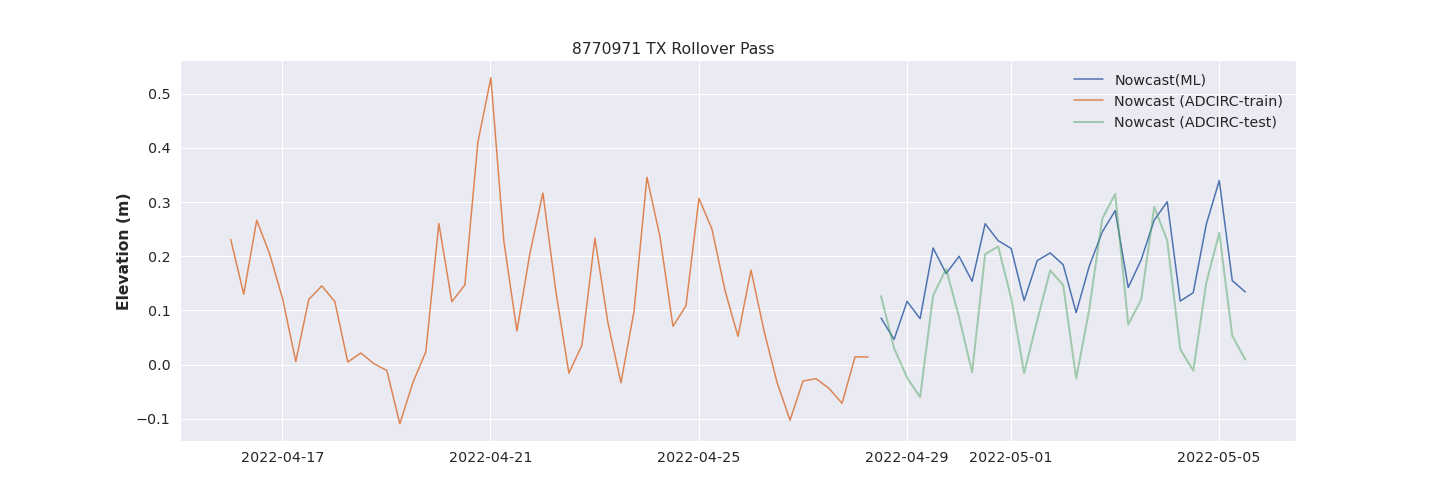 8770971 TX Rollover Pass
Nowcast(ML)
Nowcast (ADCIRC-train)
Nowcast (ADCIRC-test)
Elevation (m)
0.5
0.4
0.3
0.2
0.1
0.0
−0.1
2022-04-17 2022-04-21 2022-04-25 2022-04-29 2022-05-01 2022-05-05